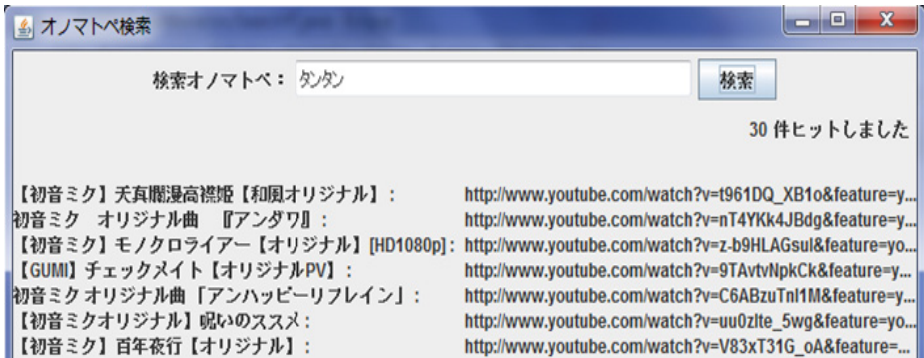 オノマトペ検索
検索オノマトペ： タンタン 検索
30 件ヒットしました
【初音ミク】天真爛漫高襟姫【和風オリジナル】： http://www.youtube.com/watch?v=t961DQ_XB1o&feature=y...
初音ミク　オリジナル曲　『アンダワ』： http://www.youtube.com/watch?v=nT4YKk4JBdg&feature=y...
【初音ミク】モノクロライアー【オリジナル】[HD1080p]： http://www.youtube.com/watch?v=z-b9HLAGsuI&feature=yo...
【GUMI】チェックメイト【オリジナルPV】： http://www.youtube.com/watch?v=9TAvtvNpkCk&feature=y...
初音ミク オリジナル曲 「アンハッピーリフレイン」： http://www.youtube.com/watch?v=C6ABzuTnI1M&feature=y...
【初音ミクオリジナル】呪いのススメ： http://www.youtube.com/watch?v=uu0zIte_5wg&feature=yo...
【初音ミク】百年夜行【オリジナル】： http://www.youtube.com/watch?v=V83xT31G_oA&feature=...